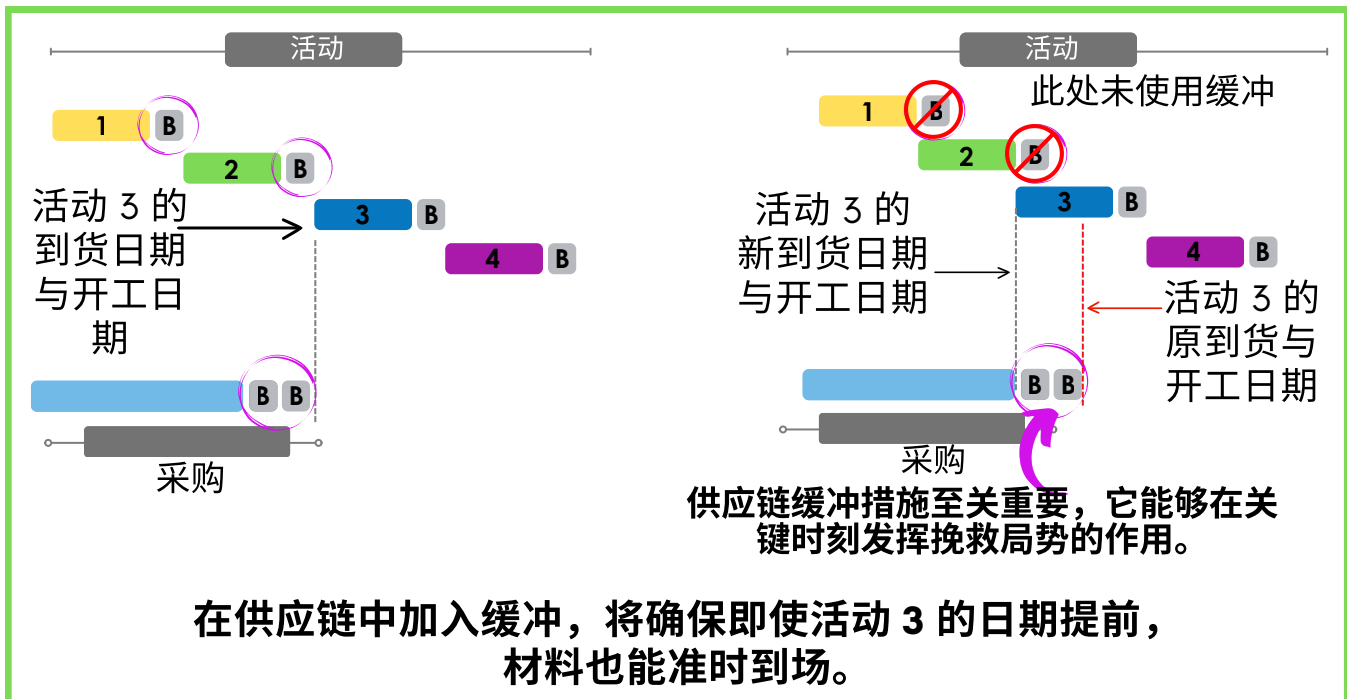 活动
1
B
2
B
活动 3 的
到货日期
与开工日
期
3
B
4
B
B
B
采购
活动
此处未使用缓冲
1
B
2
B
3
B
4
B
活动 3 的
新到货日期
与开工日期
活动 3 的
原到货与
开工日期
B
B
采购
供应链缓冲措施至关重要，它能够在关
键时刻发挥挽救局势的作用。
在供应链中加入缓冲，将确保即使活动 3 的日期提前，
材料也能准时到场。